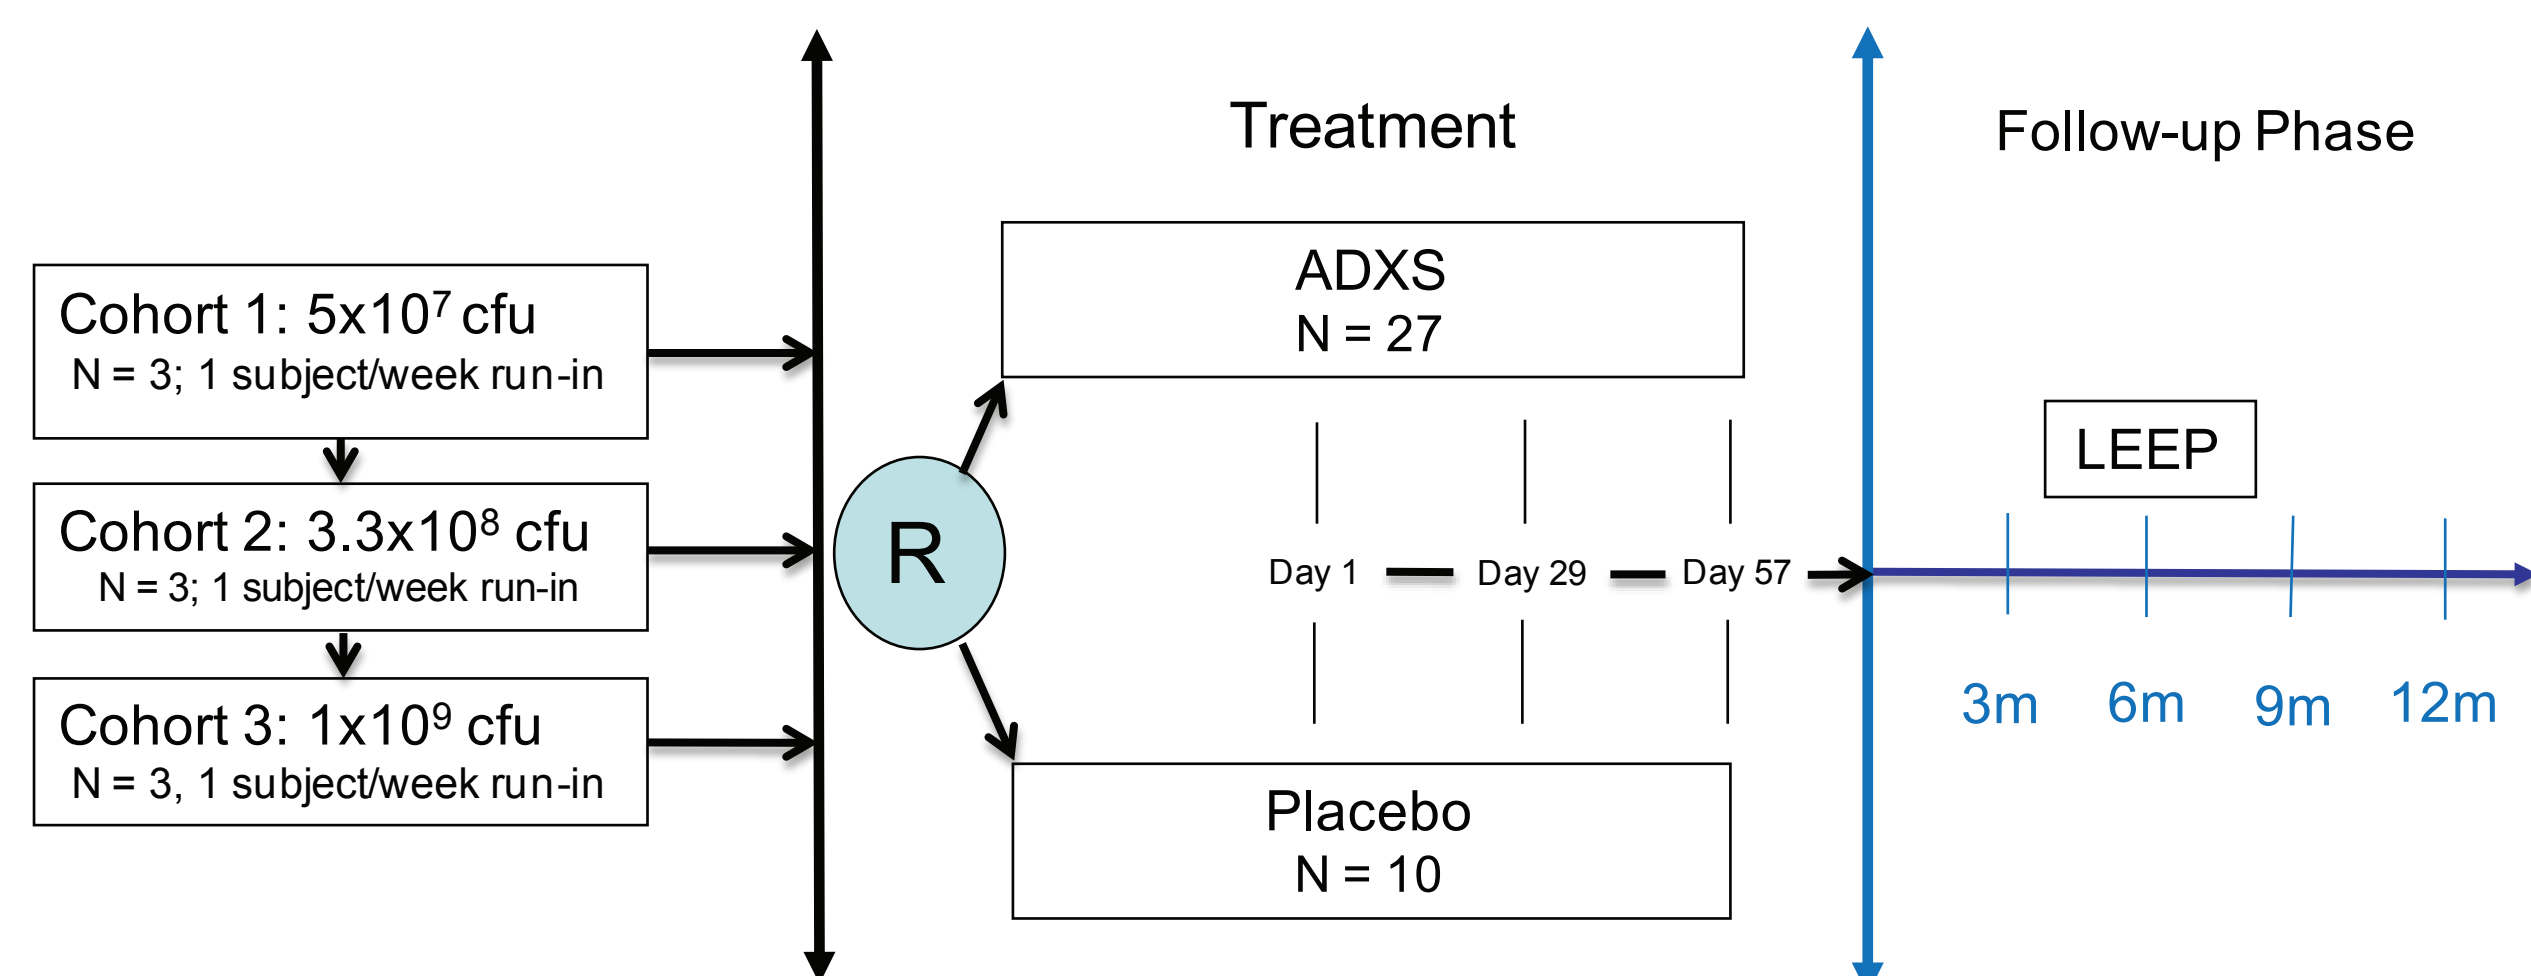 Cohort 1: 5x10⁷ cfu
N = 3; 1 subject/week run-in
Cohort 2: 3.3x10⁸ cfu
N = 3; 1 subject/week run-in
Cohort 3: 1x10⁹ cfu
N = 3, 1 subject/week run-in
R
Treatment
ADXS
N = 27
Day 1
Day 29
Day 57
Placebo
N = 10
Follow-up Phase
LEEP
3m
6m
9m
12m